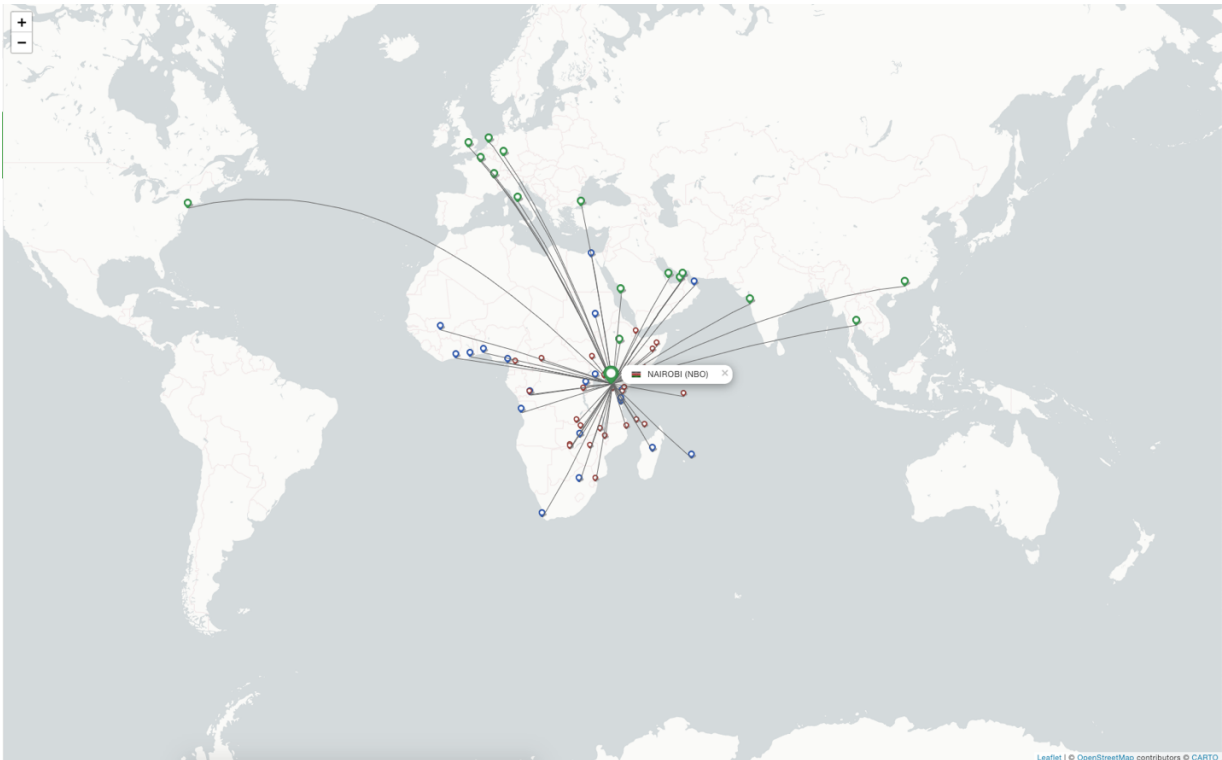 +
−
NAIROBI (NBO) ×
Leaflet | © OpenStreetMap contributors © CARTO